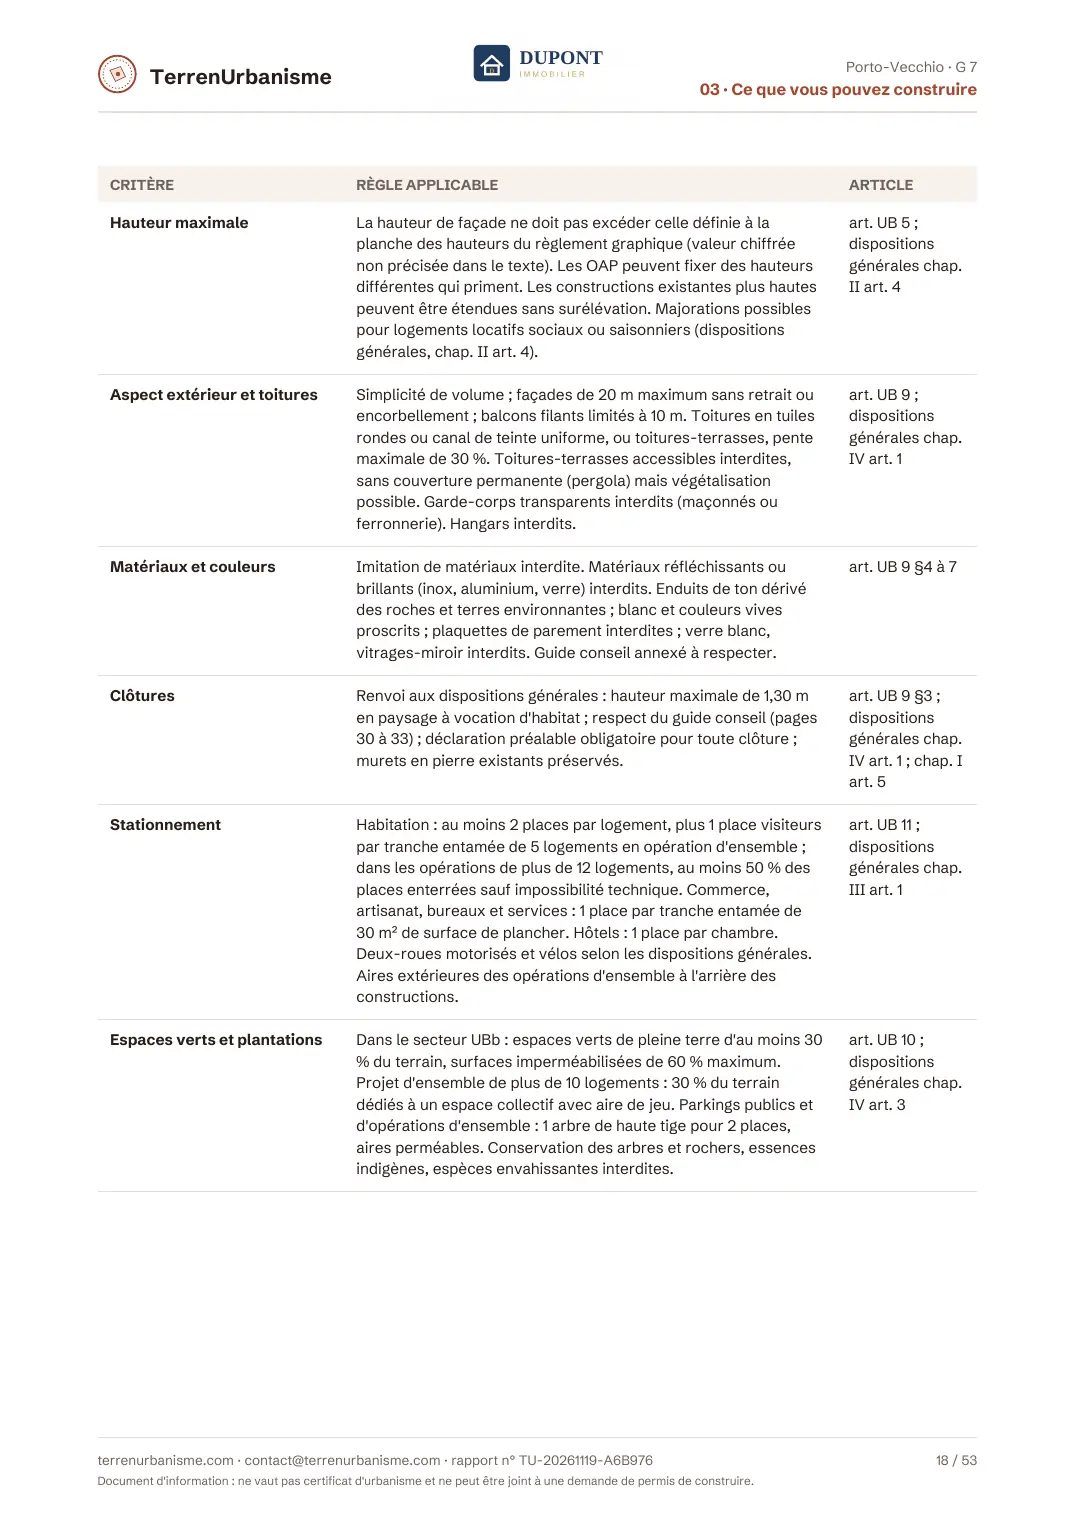 TerrenUrbanisme
DUPONT
IMMOBILIER
Porto-Vecchio · G 7
03 · Ce que vous pouvez construire
CRITÈRE RÈGLE APPLICABLE ARTICLE
Hauteur maximale
La hauteur de façade ne doit pas excéder celle définie à la
planche des hauteurs du règlement graphique (valeur chiffrée
non précisée dans le texte). Les OAP peuvent fixer des hauteurs
différentes qui priment. Les constructions existantes plus hautes
peuvent être étendues sans surélévation. Majorations possibles
pour logements locatifs sociaux ou saisonniers (dispositions
générales, chap. II art. 4).
art. UB 5 ;
dispositions
générales chap.
II art. 4
Aspect extérieur et toitures
Simplicité de volume ; façades de 20 m maximum sans retrait ou
encorbellement ; balcons filants limités à 10 m. Toitures en tuiles
rondes ou canal de teinte uniforme, ou toitures-terrasses, pente
maximale de 30 %. Toitures-terrasses accessibles interdites,
sans couverture permanente (pergola) mais végétalisation
possible. Garde-corps transparents interdits (maçonnés ou
ferronnerie). Hangars interdits.
art. UB 9 ;
dispositions
générales chap.
IV art. 1
Matériaux et couleurs
Imitation de matériaux interdite. Matériaux réfléchissants ou
brillants (inox, aluminium, verre) interdits. Enduits de ton dérivé
des roches et terres environnantes ; blanc et couleurs vives
proscrits ; plaquettes de parement interdites ; verre blanc,
vitrages-miroir interdits. Guide conseil annexé à respecter.
art. UB 9 §4 à 7
Clôtures
Renvoi aux dispositions générales : hauteur maximale de 1,30 m
en paysage à vocation d'habitat ; respect du guide conseil (pages
30 à 33) ; déclaration préalable obligatoire pour toute clôture ;
murets en pierre existants préservés.
art. UB 9 §3 ;
dispositions
générales chap.
IV art. 1 ; chap. I
art. 5
Stationnement
Habitation : au moins 2 places par logement, plus 1 place visiteurs
par tranche entamée de 5 logements en opération d'ensemble ;
dans les opérations de plus de 12 logements, au moins 50 % des
places enterrées sauf impossibilité technique. Commerce,
artisanat, bureaux et services : 1 place par tranche entamée de
30 m² de surface de plancher. Hôtels : 1 place par chambre.
Deux-roues motorisés et vélos selon les dispositions générales.
Aires extérieures des opérations d'ensemble à l'arrière des
constructions.
art. UB 11 ;
dispositions
générales chap.
III art. 1
Espaces verts et plantations
Dans le secteur UBb : espaces verts de pleine terre d'au moins 30
% du terrain, surfaces imperméabilisées de 60 % maximum.
Projet d'ensemble de plus de 10 logements : 30 % du terrain
dédiés à un espace collectif avec aire de jeu. Parkings publics et
d'opérations d'ensemble : 1 arbre de haute tige pour 2 places,
aires perméables. Conservation des arbres et rochers, essences
indigènes, espèces envahissantes interdites.
art. UB 10 ;
dispositions
générales chap.
IV art. 3
terrenurbanisme.com · contact@terrenurbanisme.com · rapport n° TU-20261119-A6B976
18 / 53
Document d'information : ne vaut pas certificat d'urbanisme et ne peut être joint à une demande de permis de construire.